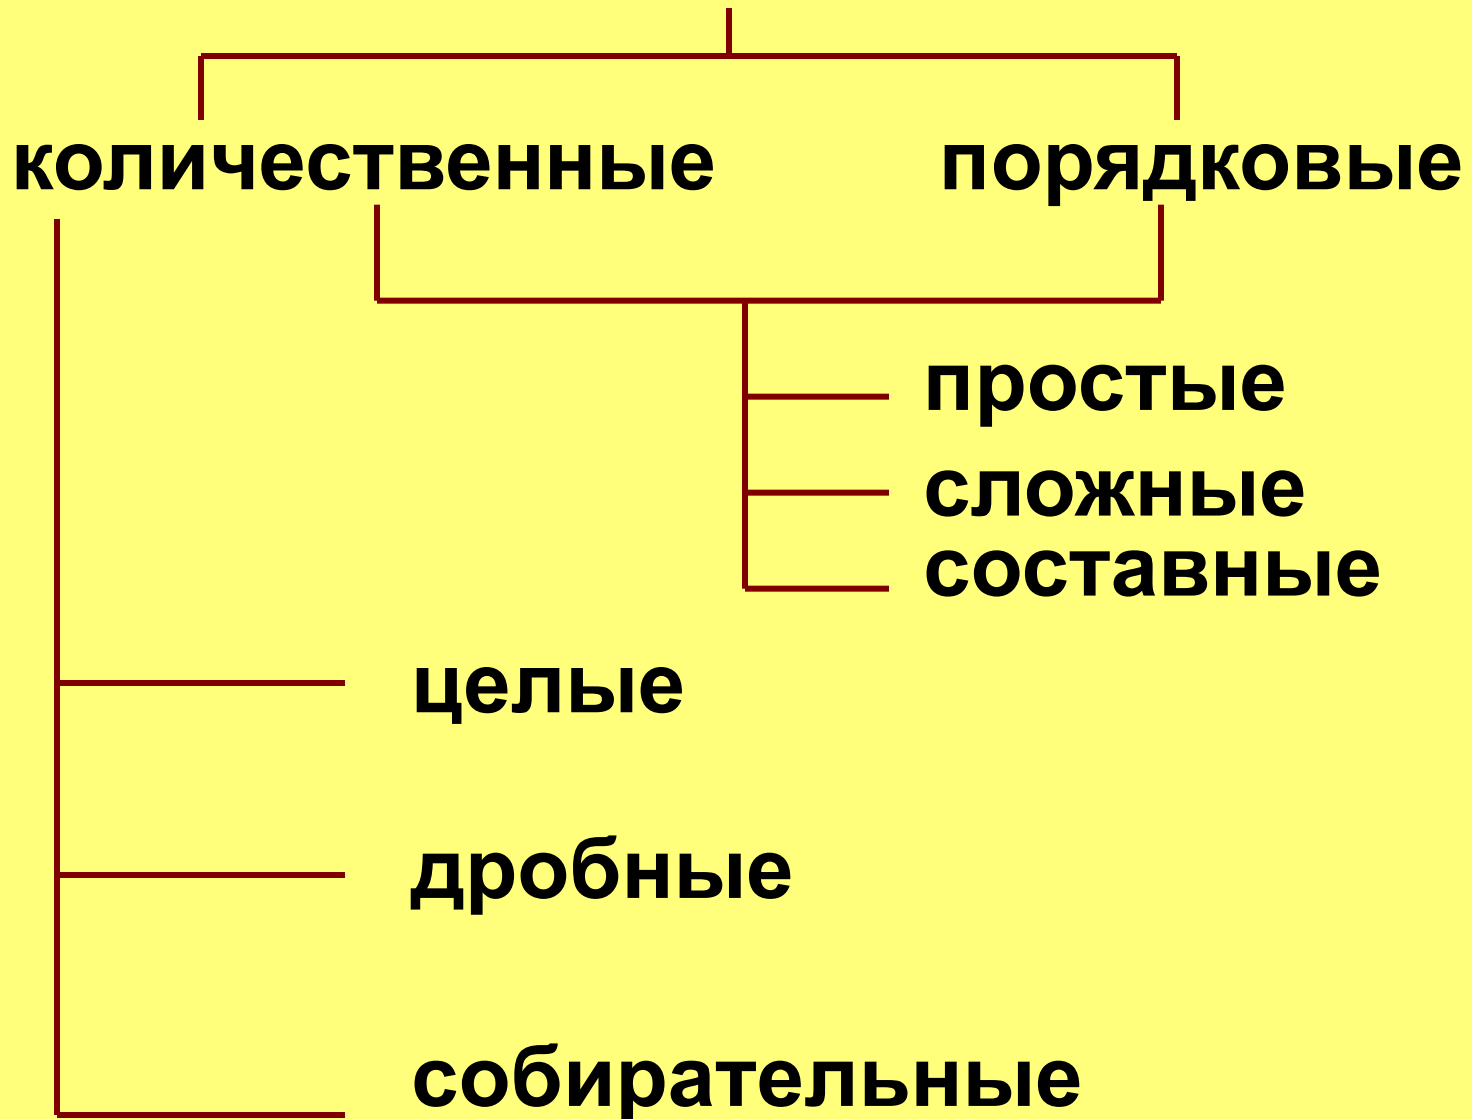 количественные порядковые
простые
сложные
составные
целые
дробные
собирательные